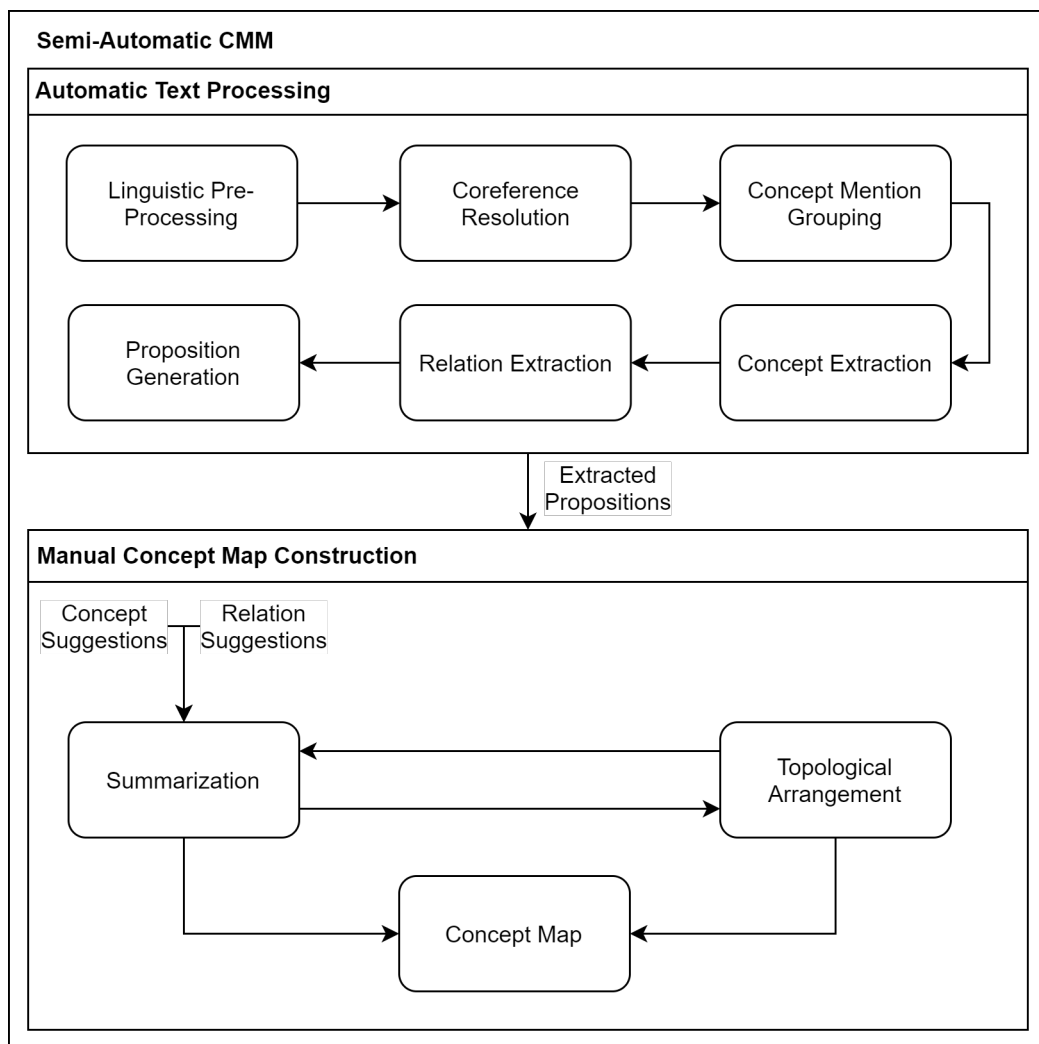 Semi-Automatic CMM
Automatic Text Processing
Linguistic Pre-
Processing
Coreference
Resolution
Concept Mention
Grouping
Proposition
Generation
Relation Extraction
Concept Extraction
Extracted
Propositions
Manual Concept Map Construction
Concept
Suggestions
Relation
Suggestions
Summarization
Topological
Arrangement
Concept Map